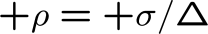 +ρ = +σ/Δ